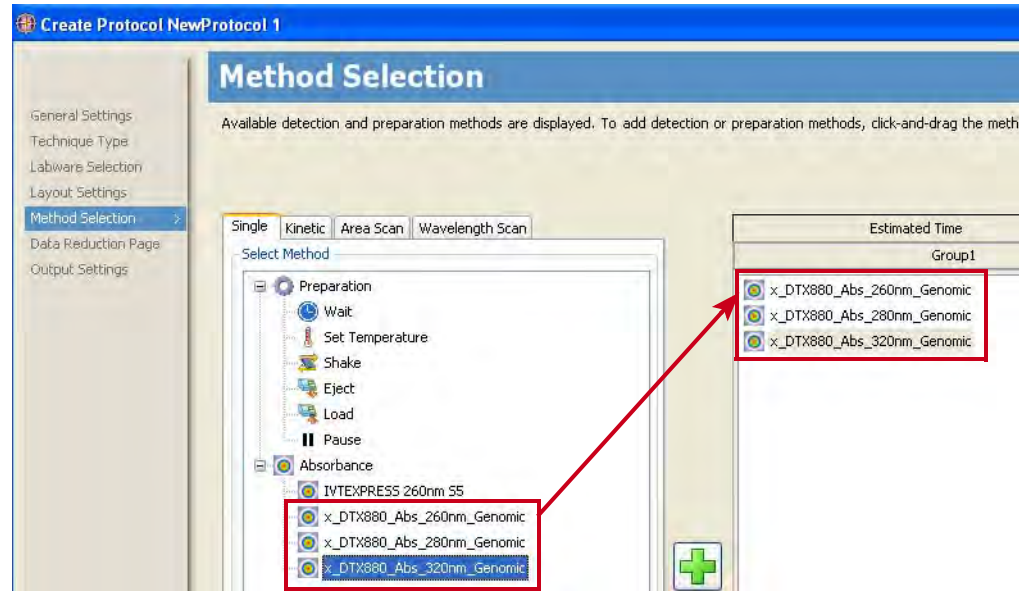 Create Protocol NewProtocol 1
Method Selection
General Settings
Technique Type
Labware Selection
Layout Settings
Method Selection >
Data Reduction Page
Output Settings
Available detection and preparation methods are displayed. To add detection or preparation methods, click-and-drag the meth
Single Kinetic Area Scan Wavelength Scan
Select Method
Preparation
Wait
Set Temperature
Shake
Eject
Load
Pause
Absorbance
IVTEXPRESS 260nm S5
x_DTX880_Abs_260nm_Genomic
x_DTX880_Abs_280nm_Genomic
x_DTX880_Abs_320nm_Genomic
Estimated Time
Group1
x_DTX880_Abs_260nm_Genomic
x_DTX880_Abs_280nm_Genomic
x_DTX880_Abs_320nm_Genomic